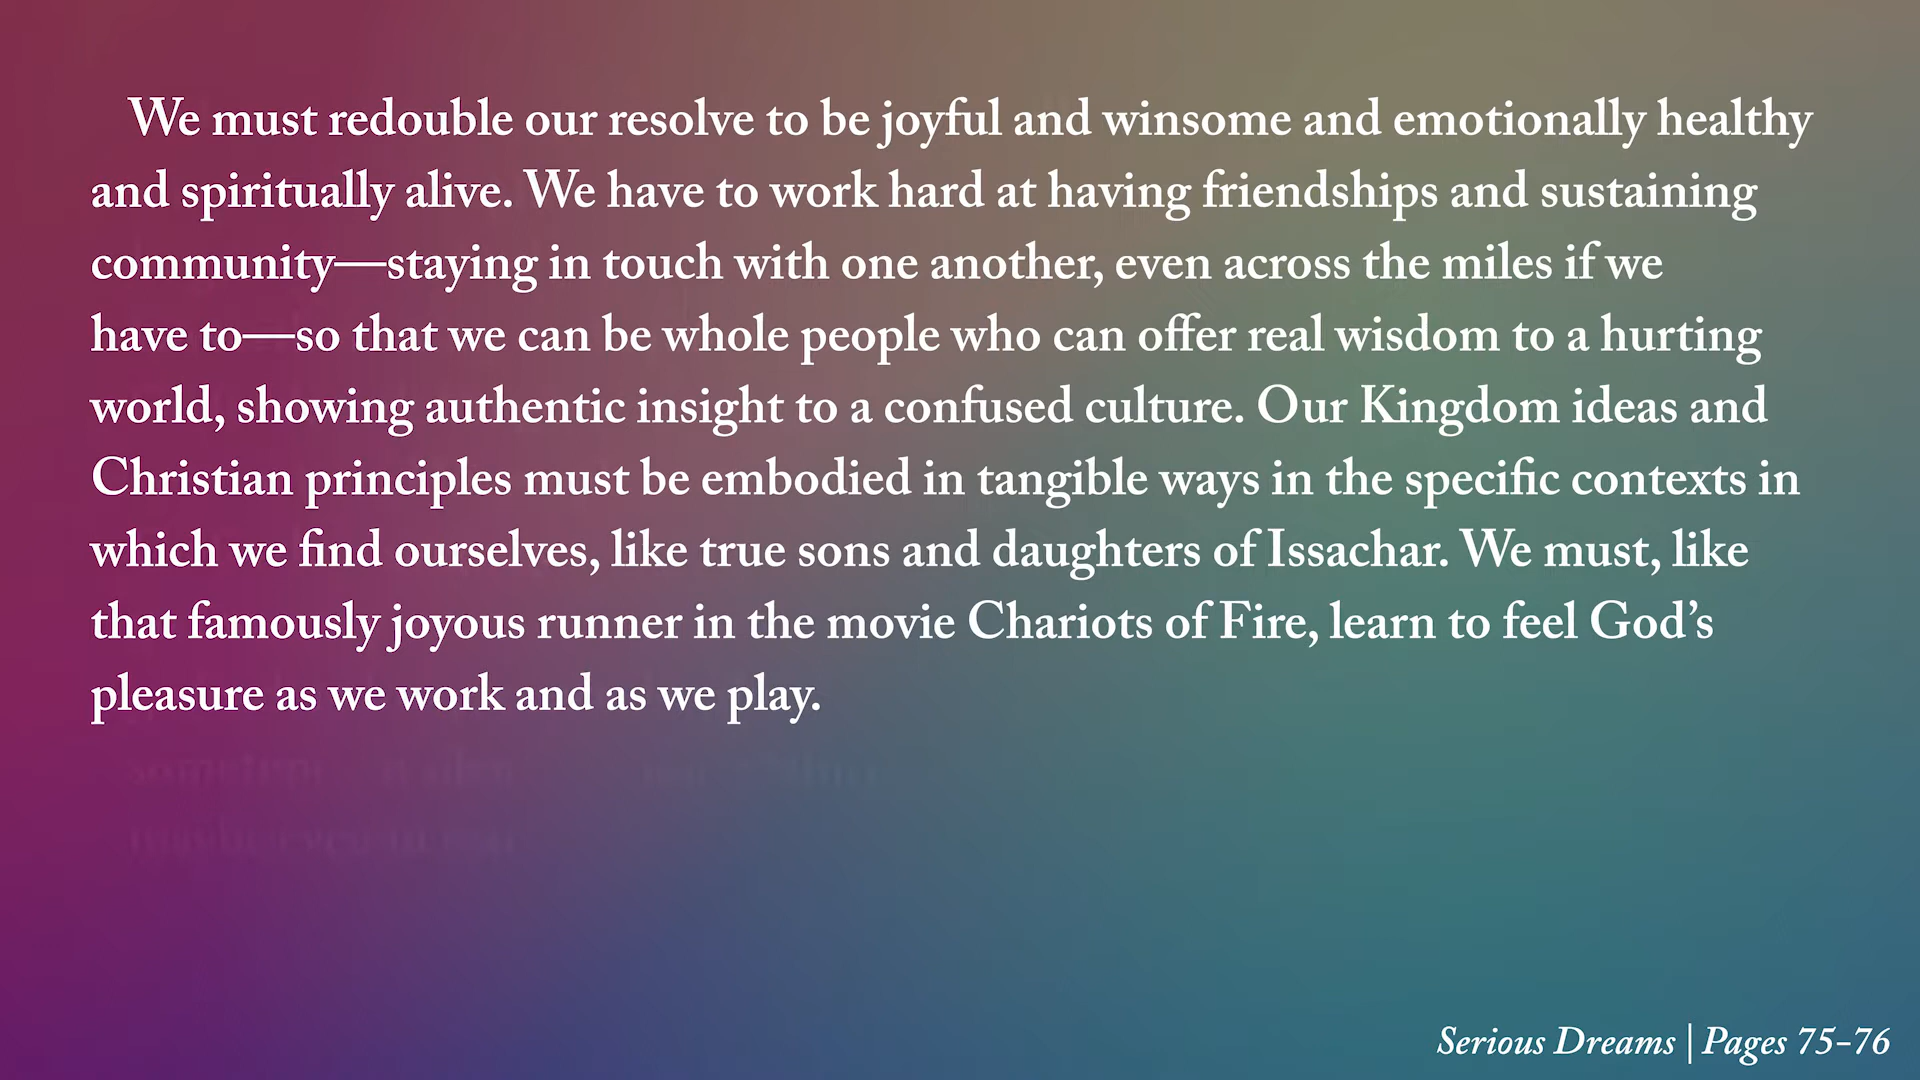 We must redouble our resolve to be joyful and winsome and emotionally healthy
and spiritually alive. We have to work hard at having friendships and sustaining
community—staying in touch with one another, even across the miles if we
have to—so that we can be whole people who can offer real wisdom to a hurting
world, showing authentic insight to a confused culture. Our Kingdom ideas and
Christian principles must be embodied in tangible ways in the specific contexts in
which we find ourselves, like true sons and daughters of Issachar. We must, like
that famously joyous runner in the movie Chariots of Fire, learn to feel God’s
pleasure as we work and as we play.
Serious Dreams | Pages 75-76